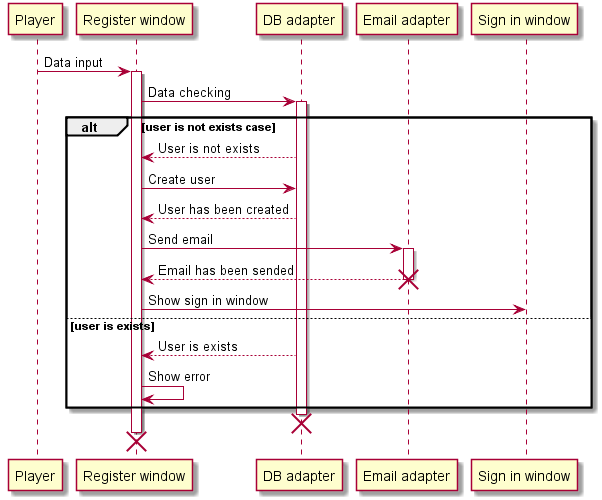 Player Register window DB adapter Email adapter Sign in window
Data input
Data checking
alt [user is not exists case]
User is not exists
Create user
User has been created
Send email
Email has been sended
Show sign in window
[user is exists]
User is exists
Show error
Player Register window DB adapter Email adapter Sign in window